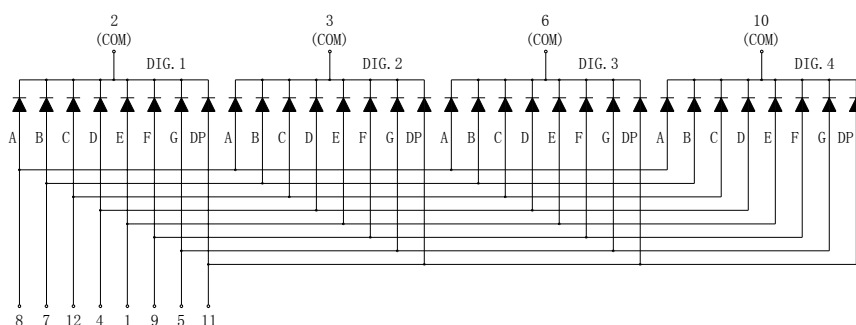 2 3 6 10
(COM) (COM) (COM) (COM)
DIG.1 DIG.2 DIG.3 DIG.4
A B C D E F G DP A B C D E F G DP A B C D E F G DP A B C D E F G DP
8 7 12 4 1 9 5 11